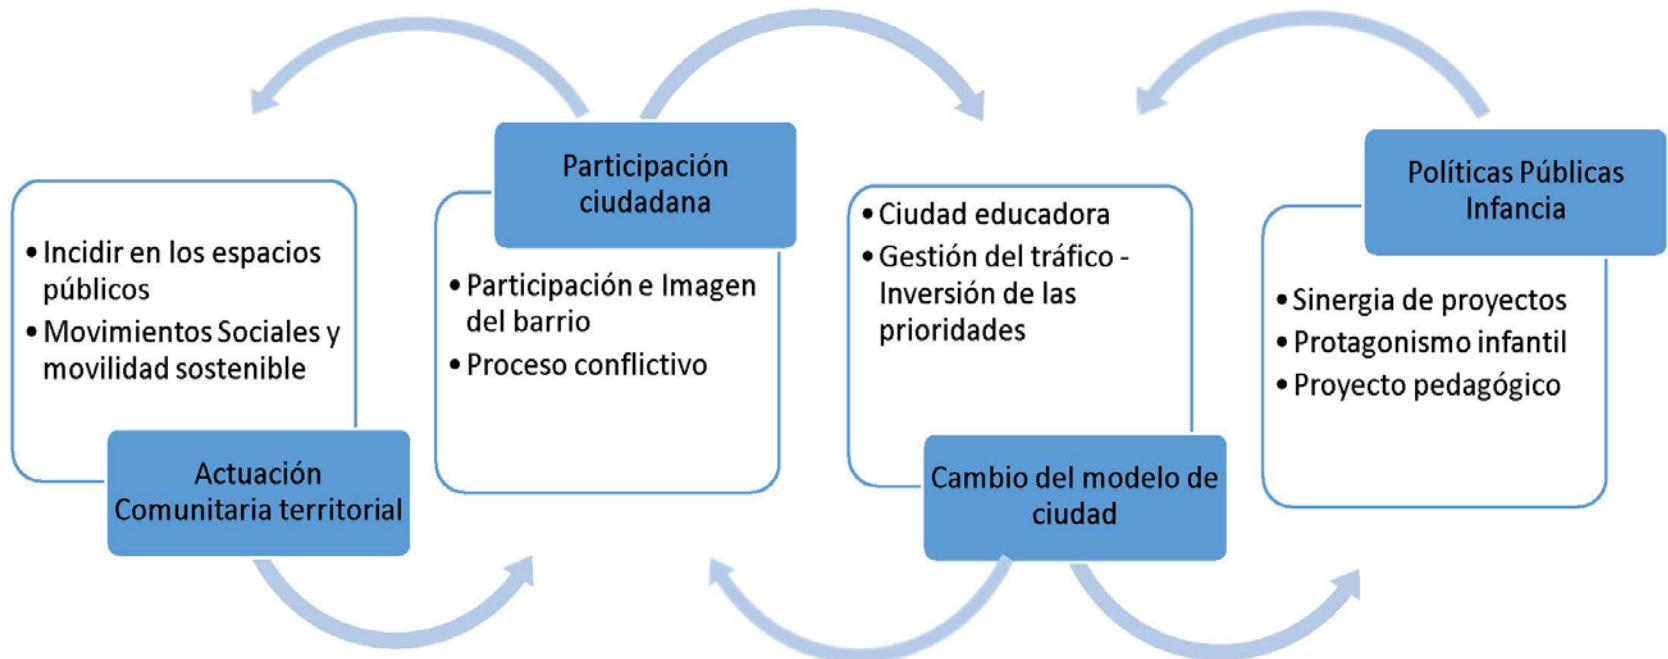 • Incidir en los espacios
públicos
• Movimientos Sociales y
movilidad sostenible
Actuación
Comunitaria territorial
Participación
ciudadana
• Participación e Imagen
del barrio
• Proceso conflictivo
• Ciudad educadora
• Gestión del tráfico -
Inversión de las
prioridades
Cambio del modelo de
ciudad
Políticas Públicas
Infancia
• Sinergia de proyectos
• Protagonismo infantil
• Proyecto pedagógico